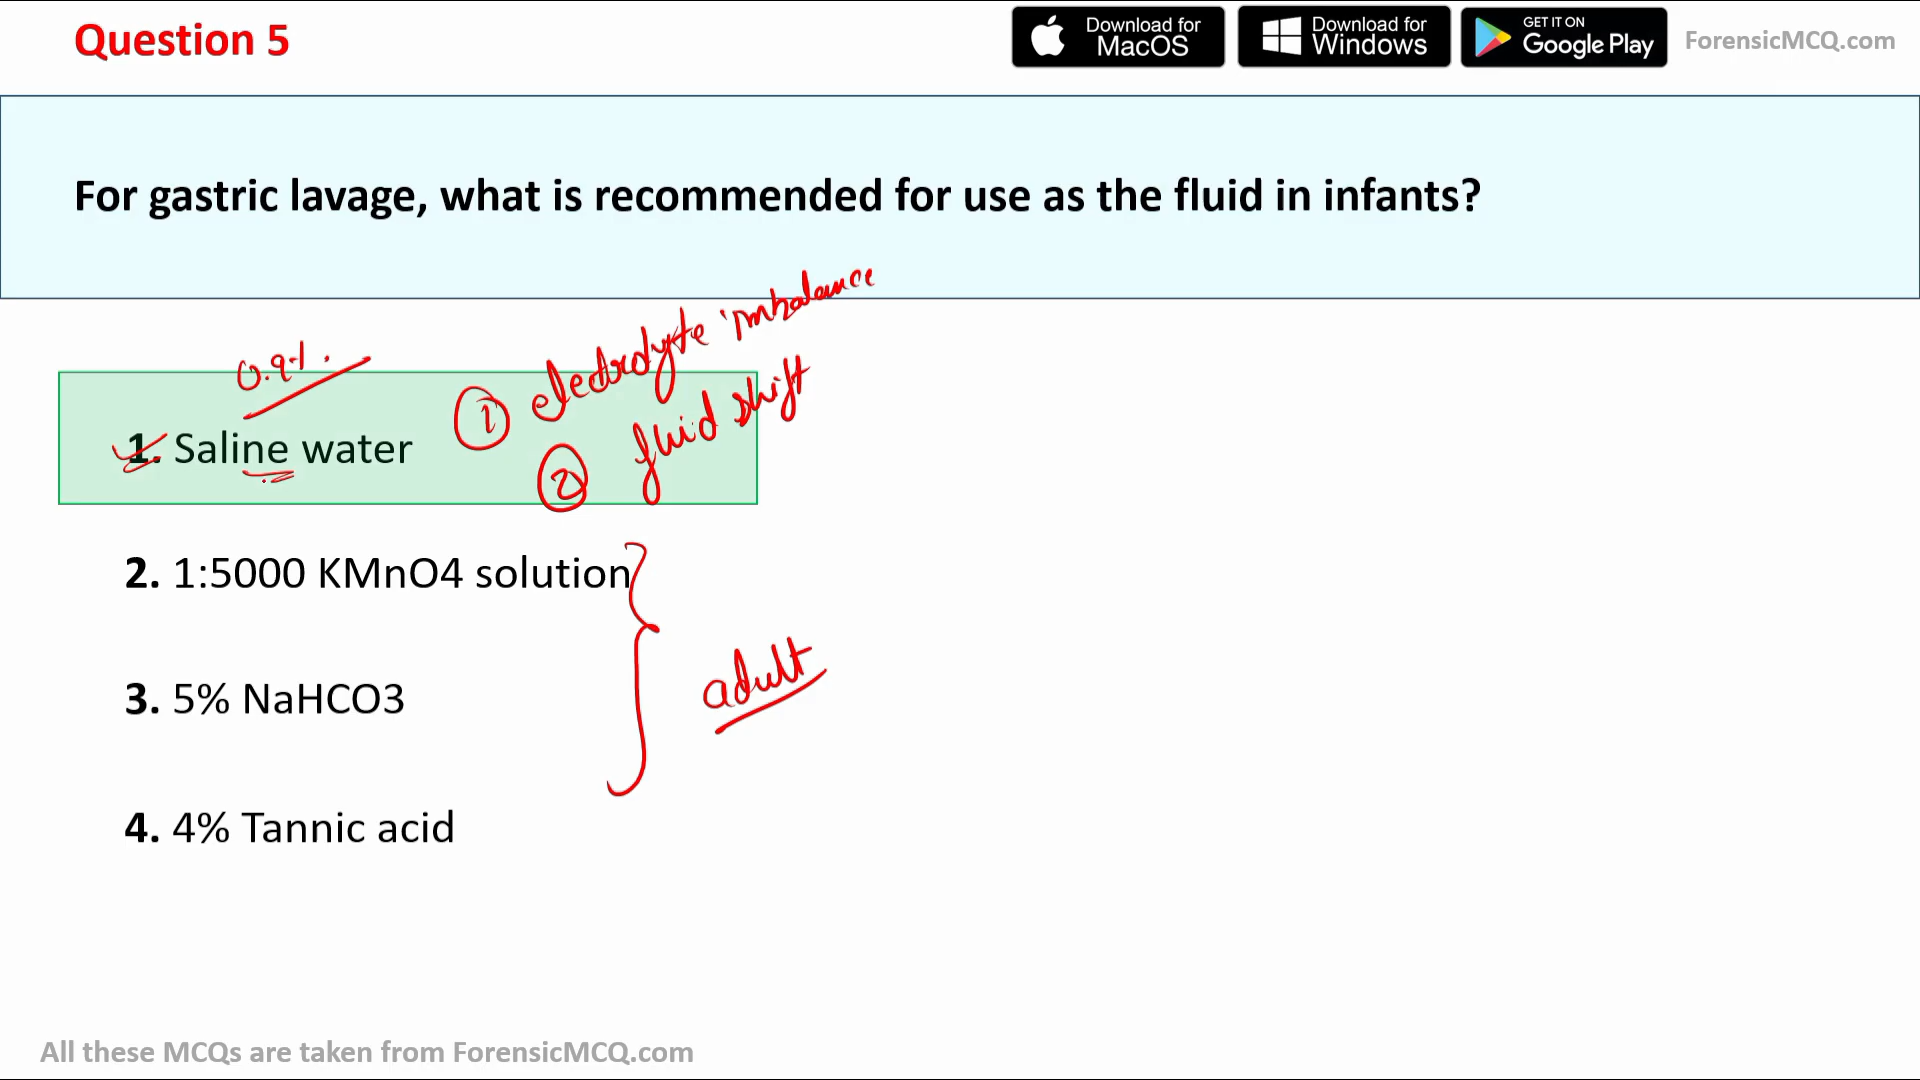 Question 5
Download for MacOS
Download for Windows
GET IT ON Google Play
ForensicMCQ.com
For gastric lavage, what is recommended for use as the fluid in infants?
0.9%
1. Saline water
① electrolyte imbalance
② fluid shift
2. 1:5000 KMnO4 solution
3. 5% NaHCO3
adult
4. 4% Tannic acid
All these MCQs are taken from ForensicMCQ.com